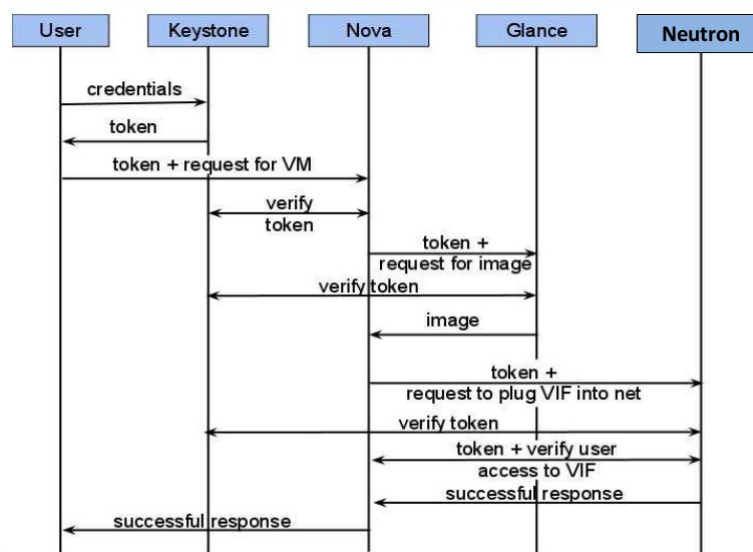 User
Keystone
Nova
Glance
Neutron
credentials
token
token + request for VM
verify
token
token +
request for image
verify token
image
token +
request to plug VIF into net
verify token
token + verify user
access to VIF
successful response
successful response